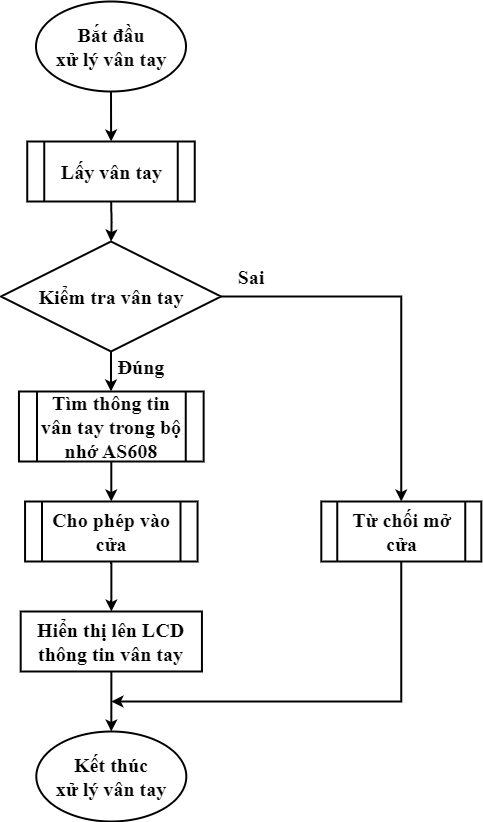 Bắt đầu
xử lý vân tay
Lấy vân tay
Kiểm tra vân tay
Sai
Đúng
Tìm thông tin
vân tay trong bộ
nhớ AS608
Cho phép vào
cửa
Từ chối mở
cửa
Hiển thị lên LCD
thông tin vân tay
Kết thúc
xử lý vân tay